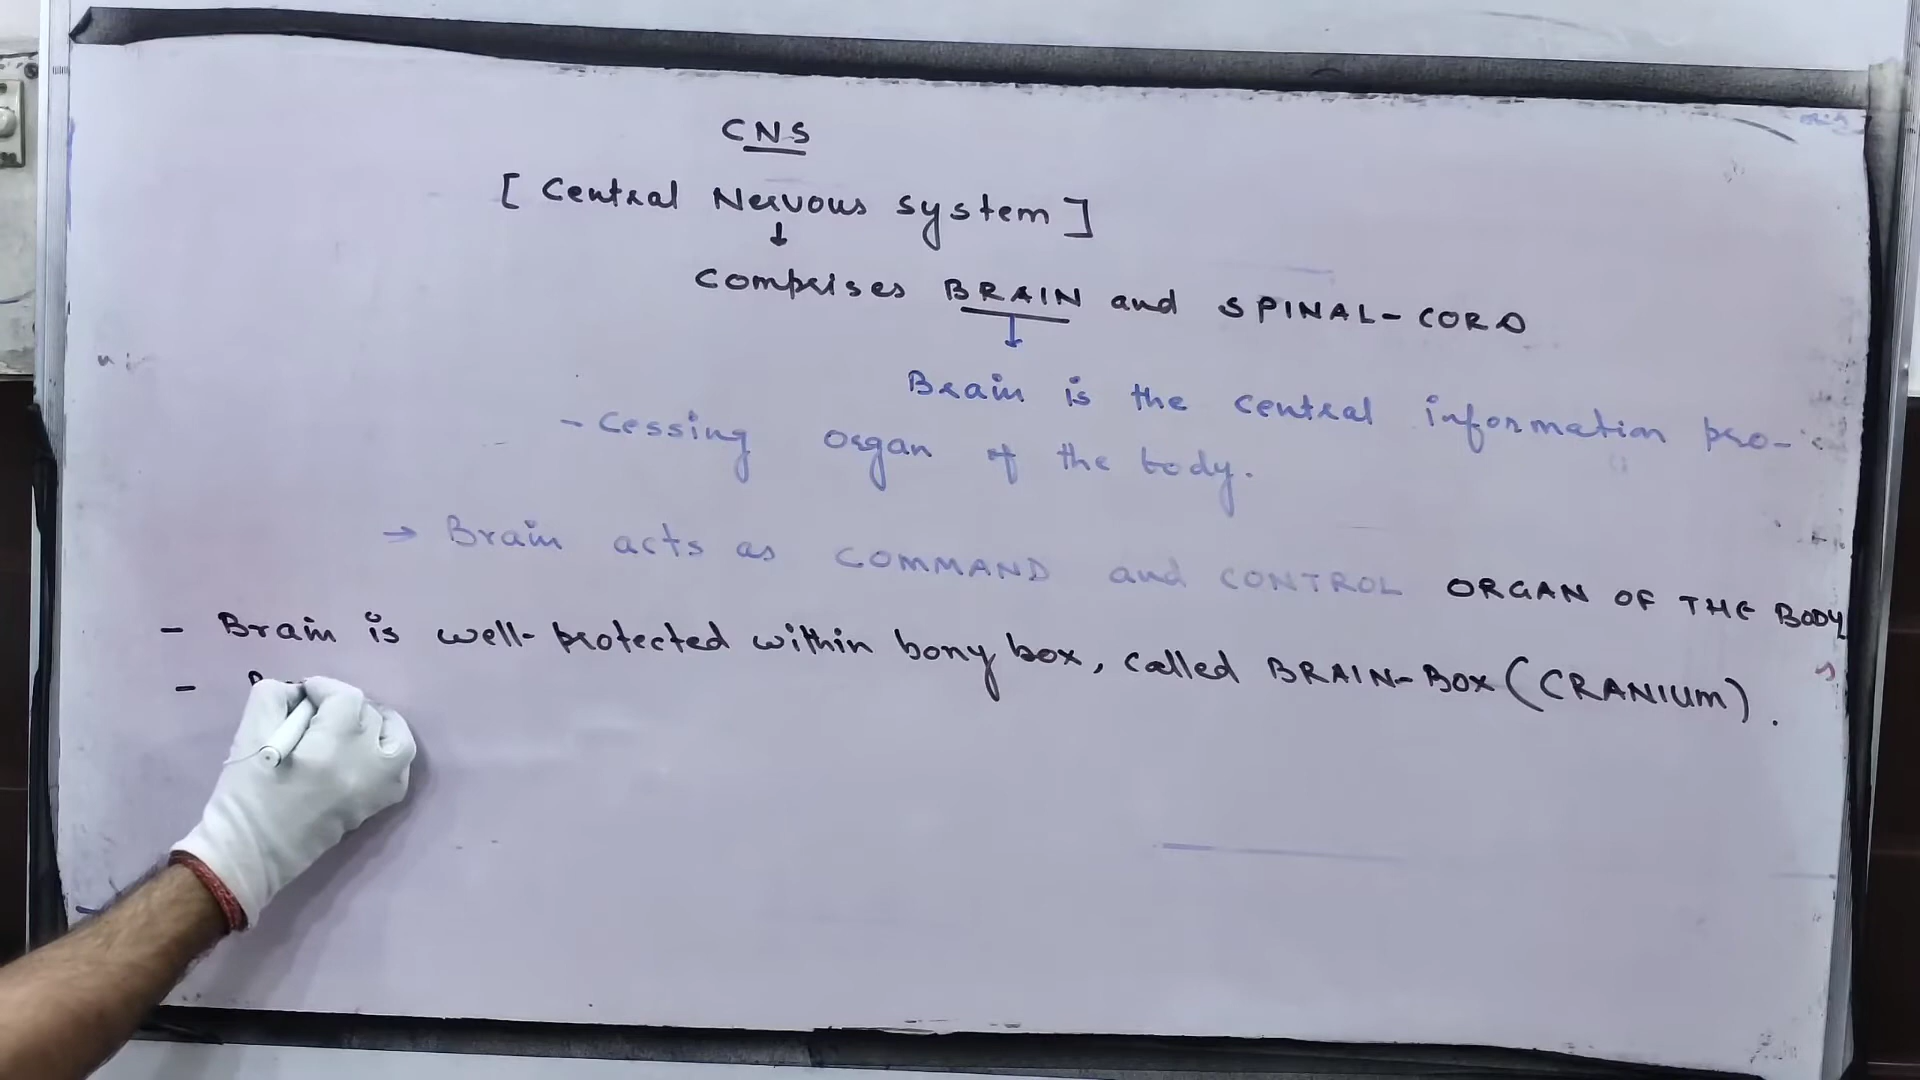 CNS
[ Central Nervous system ]
↓
Comprises BRAIN and SPINAL-CORD
↓
Brain is the central information pro-
- cessing organ of the body.
→ Brain acts as COMMAND and CONTROL ORGAN OF THE BODY
- Brain is well-protected within bony box, called BRAIN-BOX (CRANIUM).
-